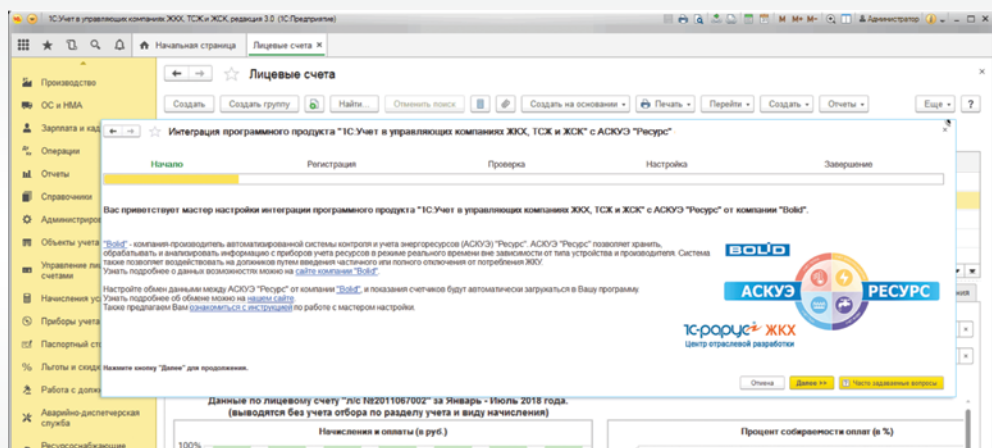 1С:Учет в управляющих компаниях ЖКХ, ТСЖ и ЖСК, редакция 3.0 (1С:Предприятие)
M M+ M- Администратор
Начальная страница Лицевые счета ×
Производство
ОС и НМА
Зарплата и кад
Операции
Отчеты
Справочники
Администриров
Объекты учета
Управление ли
счетами
Начисления ус
Приборы учета
Паспортный ст
Льготы и скидк
Работа с долж
Аварийно-диспетчерская
служба
Ресурсоснабжающие
Лицевые счета
Создать Создать группу Найти... Отменить поиск Создать на основании Печать Перейти Создать Отчеты Еще ?
Интеграция программного продукта "1С:Учет в управляющих компаниях ЖКХ, ТСЖ и ЖСК" с АСКУЭ "Ресурс"
Начало Регистрация Проверка Настройка Завершение
Вас приветствует мастер настройки интеграции программного продукта "1С:Учет в управляющих компаниях ЖКХ, ТСЖ и ЖСК" с АСКУЭ "Ресурс" от компании "Bolid".
"Bolid" - компания-производитель автоматизированной системы контроля и учета энергоресурсов (АСКУЭ) "Ресурс". АСКУЭ "Ресурс" позволяет хранить,
обрабатывать и анализировать информацию с приборов учета ресурсов в режиме реального времени вне зависимости от типа устройства и производителя. Система
также позволяет воздействовать на должников путем введения частичного или полного отключения от потребления ЖКУ.
Узнать подробнее о данных возможностях можно на сайте компании "Bolid".
Настройте обмен данными между АСКУЭ "Ресурс" от компании "Bolid", и показания счетчиков будут автоматически загружаться в Вашу программу.
Узнать подробнее об обмене можно на нашем сайте.
Также предлагаем Вам ознакомиться с инструкцией по работе с мастером настройки.
BOLID
АСКУЭ РЕСУРС
1С-рарус ЖКХ
Центр отраслевой разработки
Нажмите кнопку "Далее" для продолжения.
Отмена Далее >> Часто задаваемые вопросы
Данные по лицевому счету "л/с №2011067002" за Январь - Июль 2018 года.
(выводятся без учета отбора по разделу учета и виду начисления)
Начисления и оплаты (в руб.) Процент собираемости оплат (в %)
100%